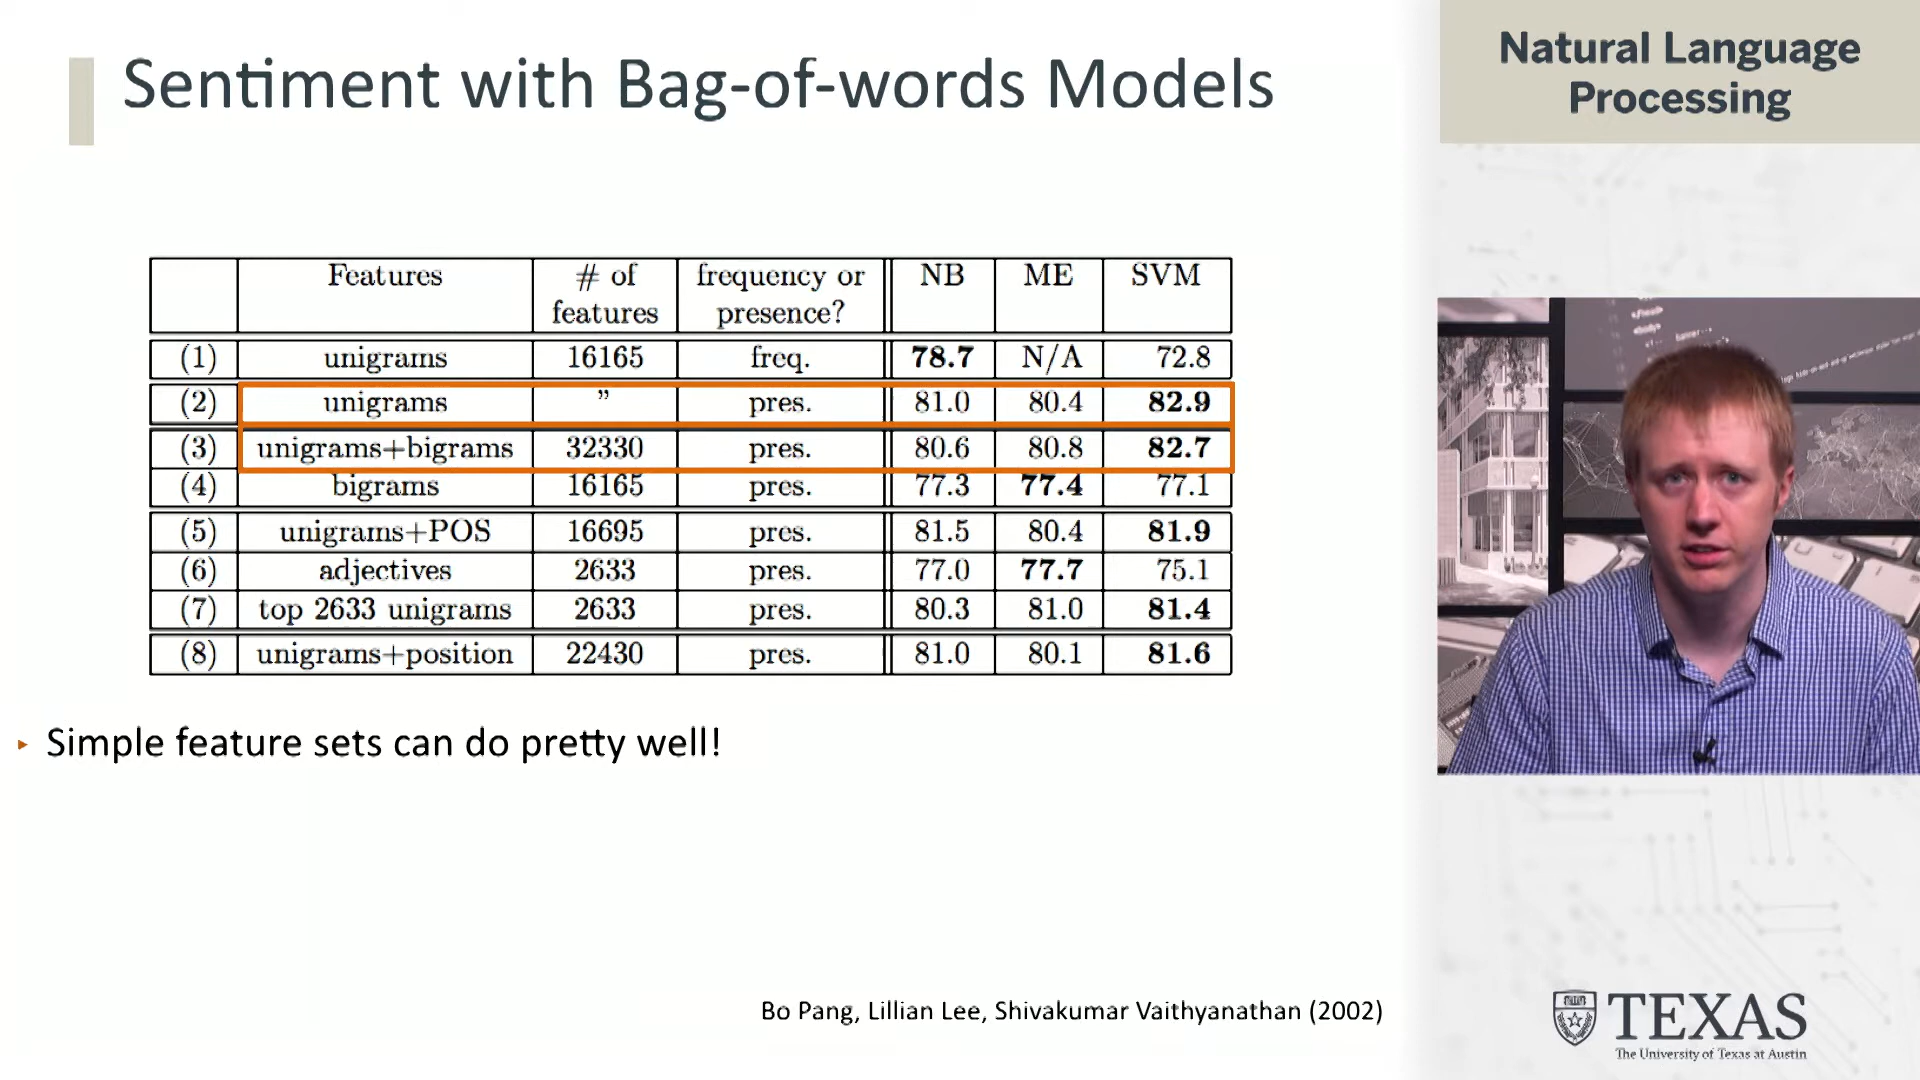 Sentiment with Bag-of-words Models
Natural Language
Processing
Features # of features frequency or presence? NB ME SVM
(1) unigrams 16165 freq. 78.7 N/A 72.8
(2) unigrams ” pres. 81.0 80.4 82.9
(3) unigrams+bigrams 32330 pres. 80.6 80.8 82.7
(4) bigrams 16165 pres. 77.3 77.4 77.1
(5) unigrams+POS 16695 pres. 81.5 80.4 81.9
(6) adjectives 2633 pres. 77.0 77.7 75.1
(7) top 2633 unigrams 2633 pres. 80.3 81.0 81.4
(8) unigrams+position 22430 pres. 81.0 80.1 81.6
▸ Simple feature sets can do pretty well!
Bo Pang, Lillian Lee, Shivakumar Vaithyanathan (2002)
TEXAS
The University of Texas at Austin